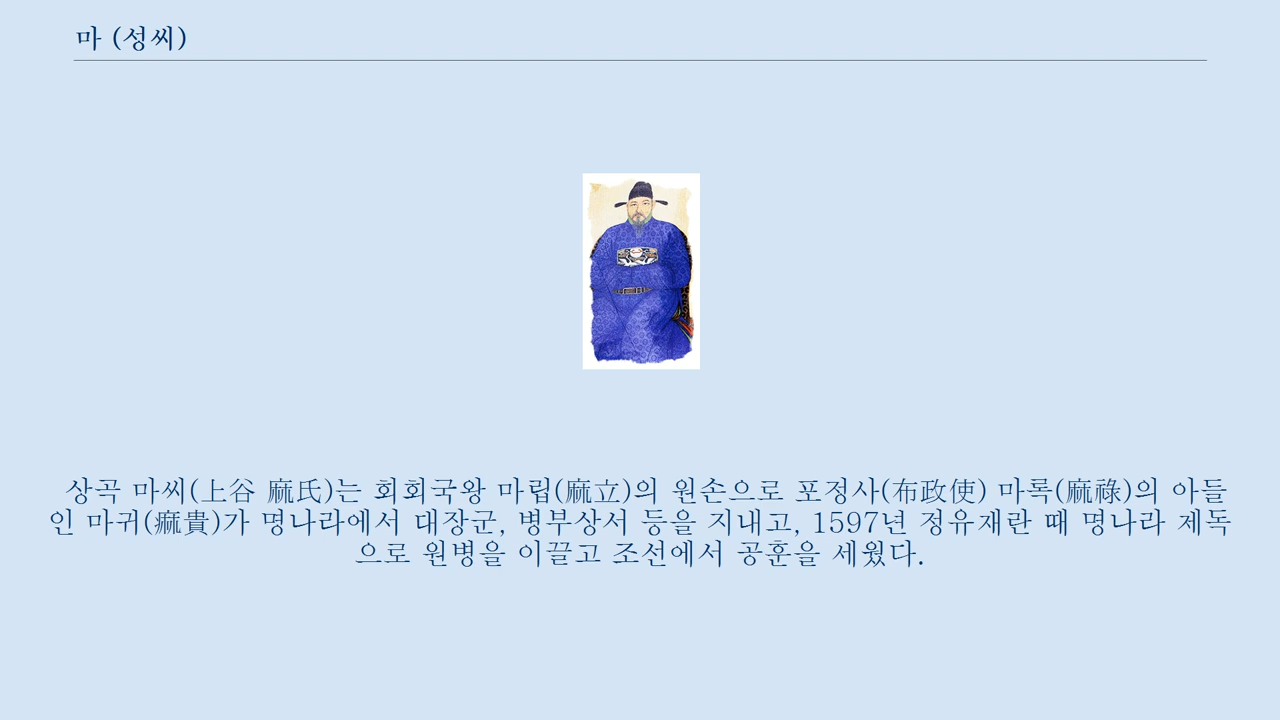 마 (성씨)
상곡 마씨(上谷 麻氏)는 회회국왕 마립(麻立)의 원손으로 포정사(布政使) 마록(麻祿)의 아들
인 마귀(痲貴)가 명나라에서 대장군, 병부상서 등을 지내고, 1597년 정유재란 때 명나라 제독
으로 원병을 이끌고 조선에서 공훈을 세웠다.